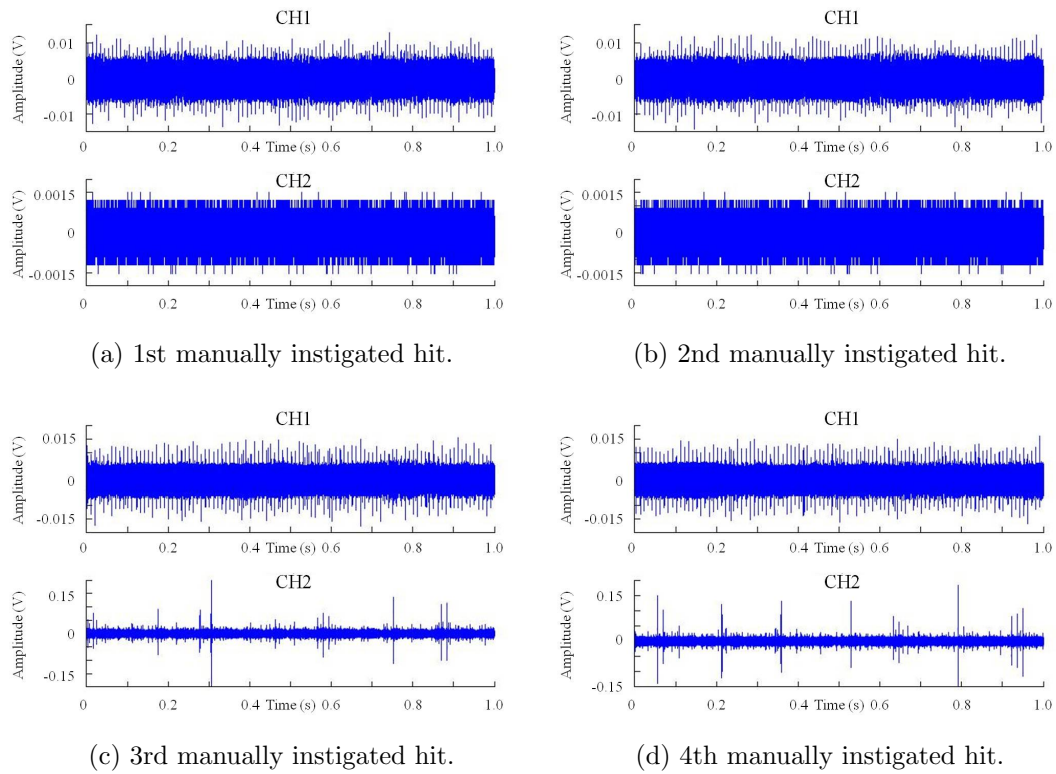 CH1
CH1
Amplitude (V)
0.01
0
-0.01
0 0.2 0.4 Time (s) 0.6 0.8 1.0
Amplitude (V)
0.01
0
-0.01
0 0.2 0.4 Time (s) 0.6 0.8 1.0
CH2
CH2
Amplitude (V)
0.0015
0
-0.0015
0 0.2 0.4 Time (s) 0.6 0.8 1.0
Amplitude (V)
0.0015
0
-0.0015
0 0.2 0.4 Time (s) 0.6 0.8 1.0
(a) 1st manually instigated hit.
(b) 2nd manually instigated hit.
CH1
CH1
Amplitude (V)
0.015
0
-0.015
0 0.2 0.4 Time (s) 0.6 0.8 1.0
Amplitude (V)
0.015
0
-0.015
0 0.2 0.4 Time (s) 0.6 0.8 1.0
CH2
CH2
Amplitude (V)
0.15
0
-0.15
0 0.2 0.4 Time (s) 0.6 0.8 1.0
Amplitude (V)
0.15
0
-0.15
0 0.2 0.4 Time (s) 0.6 0.8 1.0
(c) 3rd manually instigated hit.
(d) 4th manually instigated hit.